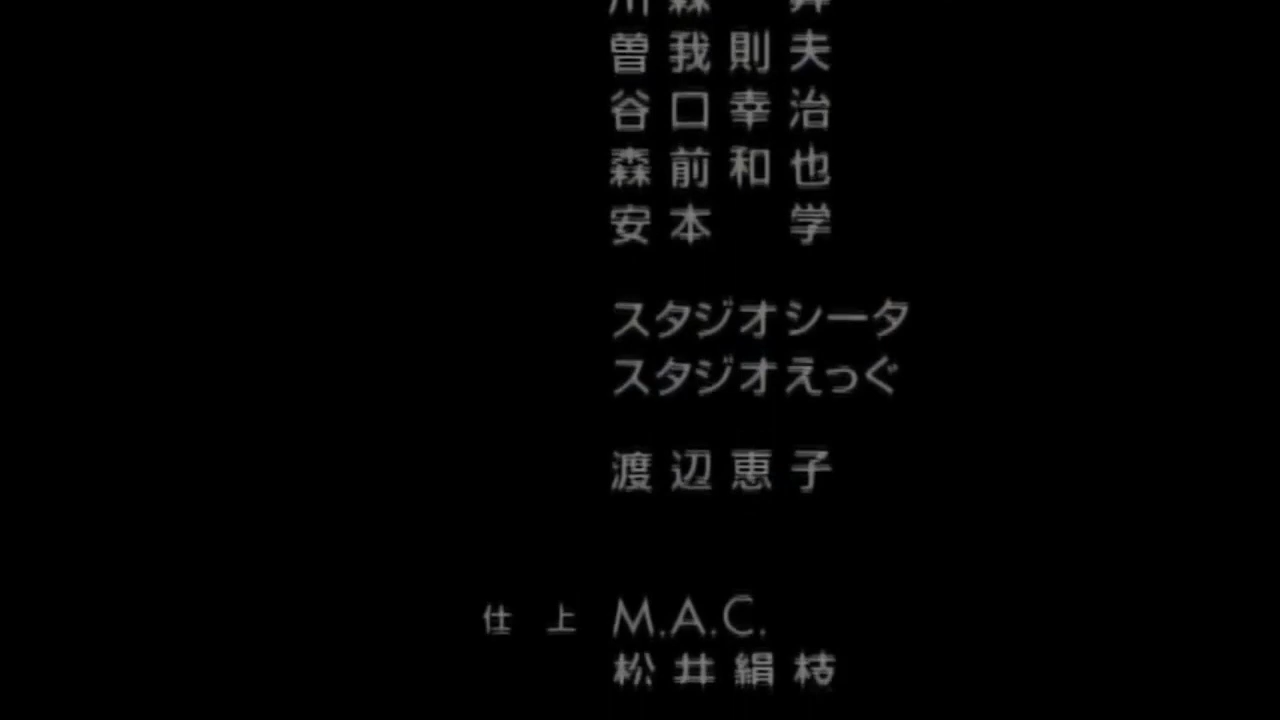 曽我則夫
谷口幸治
森前和也
安本 学
スタジオシータ
スタジオえっぐ
渡辺恵子
仕 上 M.A.C.
松井絹枝